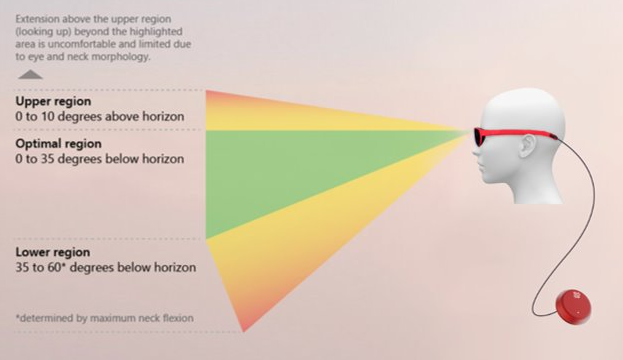 Extension above the upper region
(looking up) beyond the highlighted
area is uncomfortable and limited due
to eye and neck morphology.
Upper region
0 to 10 degrees above horizon
Optimal region
0 to 35 degrees below horizon
Lower region
35 to 60* degrees below horizon
*determined by maximum neck flexion